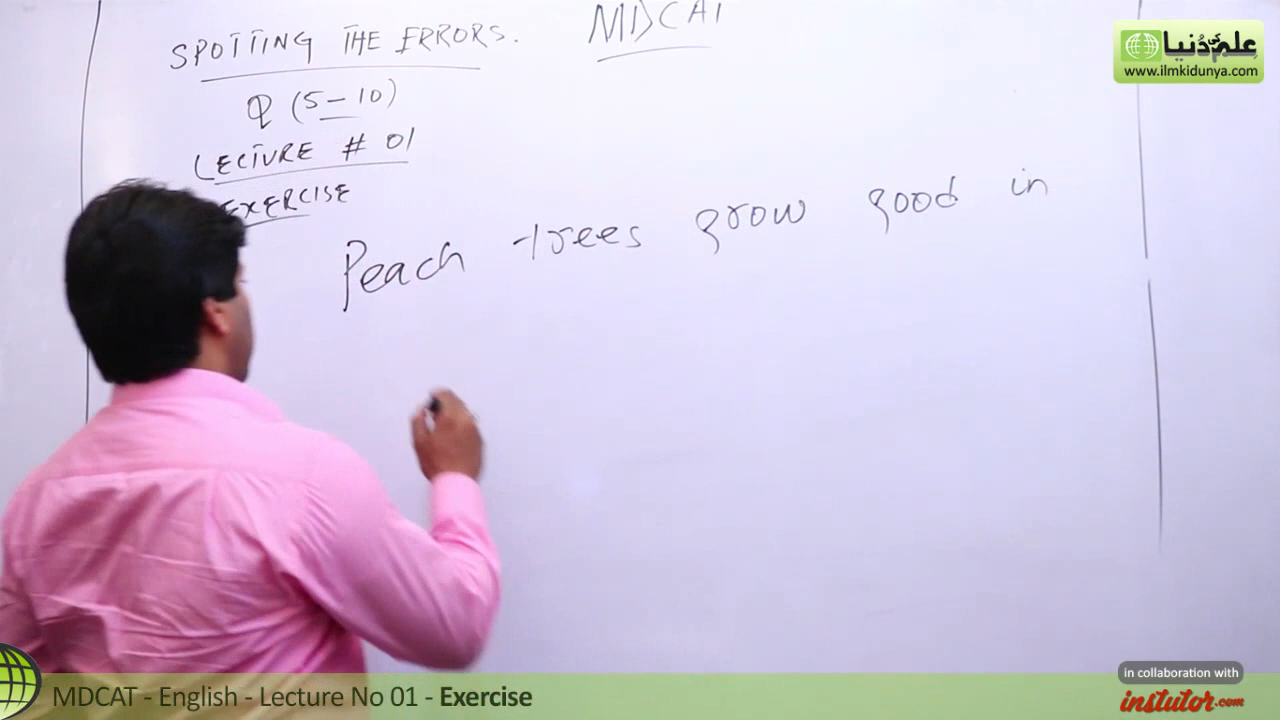 SPOTTING THE ERRORS.
MDCAT
Q (5-10)
LECTURE # 01
EXERCISE
Peach trees grow good in
علم کی دُنیا
www.ilmkidunya.com
in collaboration with
instutor.com
MDCAT - English - Lecture No 01 - Exercise